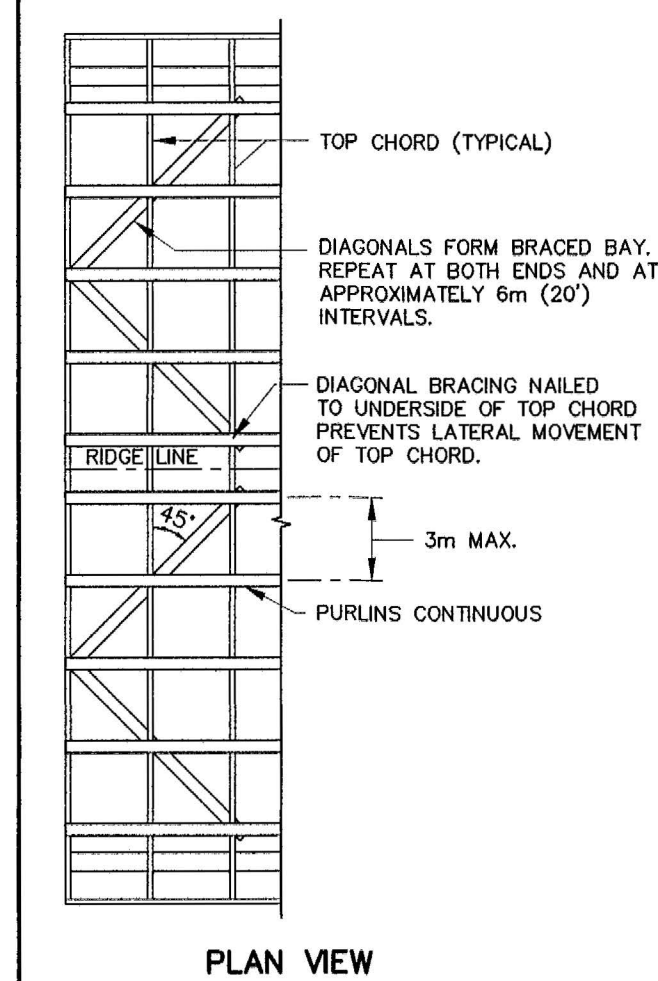 TOP CHORD (TYPICAL)
DIAGONALS FORM BRACED BAY.
REPEAT AT BOTH ENDS AND AT
APPROXIMATELY 6m (20')
INTERVALS.
DIAGONAL BRACING NAILED
TO UNDERSIDE OF TOP CHORD
PREVENTS LATERAL MOVEMENT
OF TOP CHORD.
RIDGE LINE
45°
3m MAX.
PURLINS CONTINUOUS
PLAN VIEW